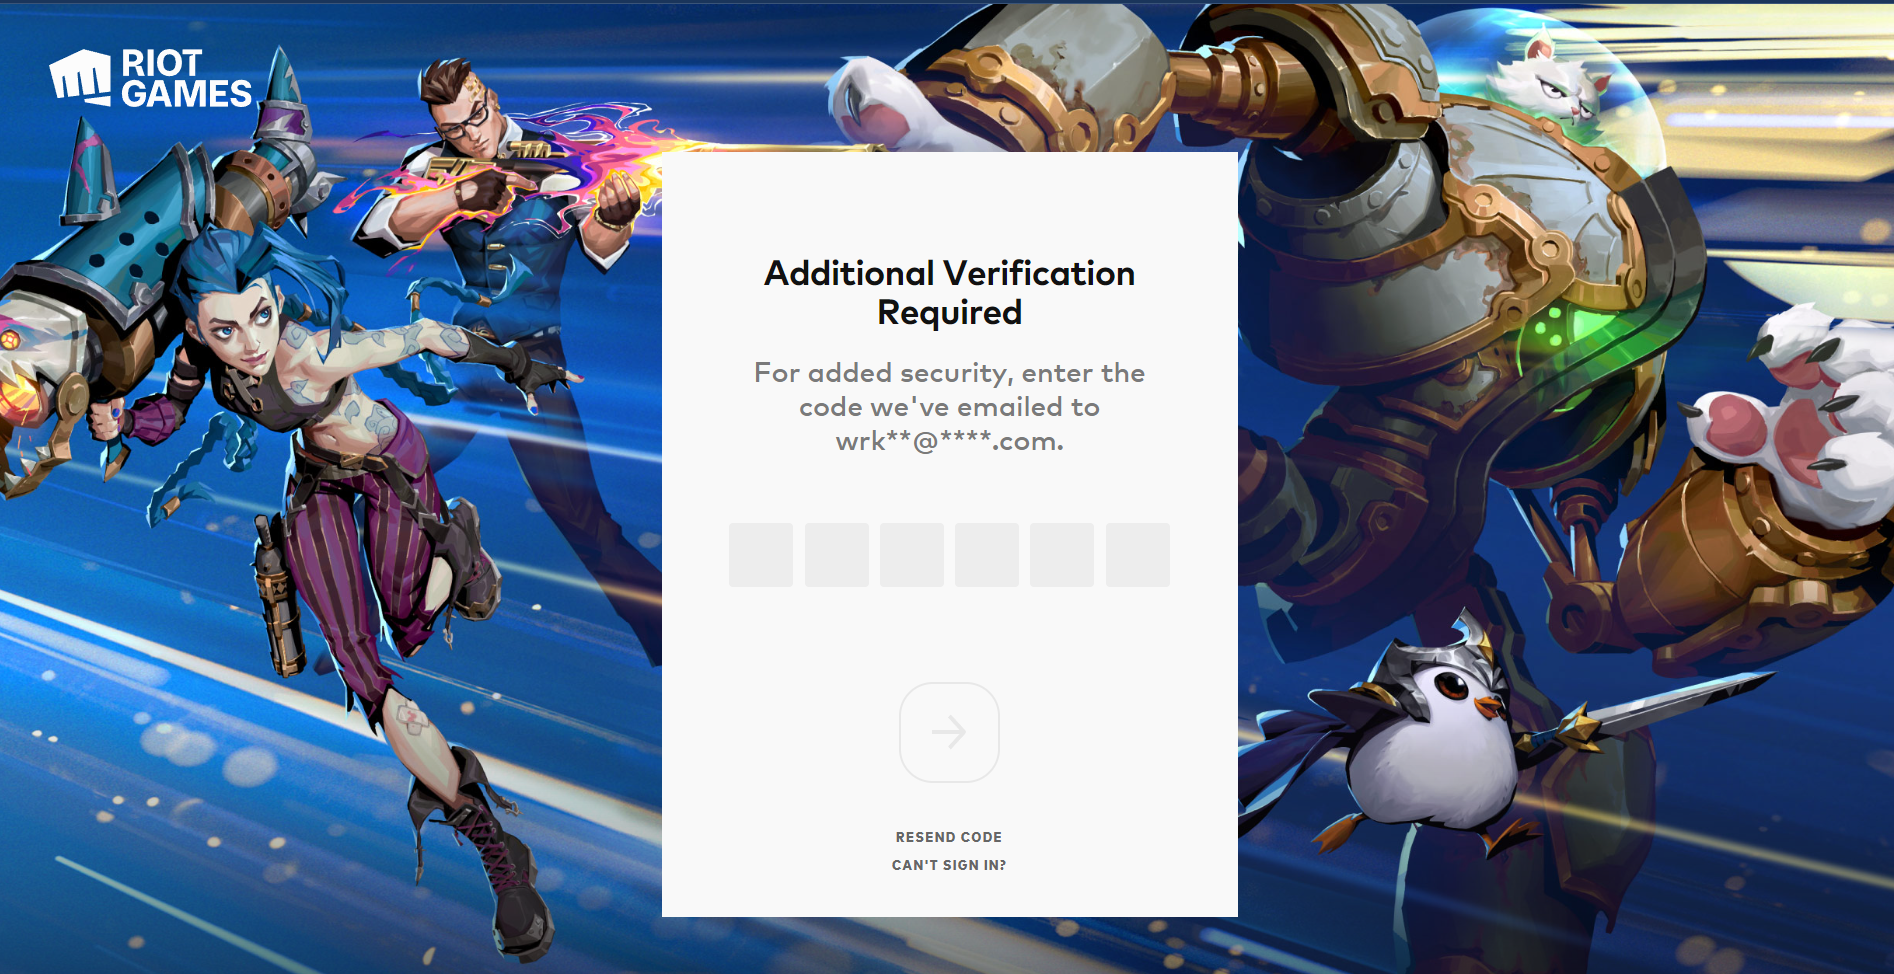 RIOT
GAMES
Additional Verification
Required
For added security, enter the
code we've emailed to
wrk**@****.com.
RESEND CODE
CAN'T SIGN IN?